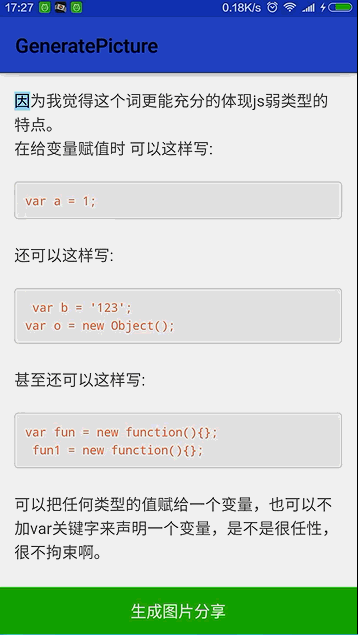 17:27 0.18K/s
GeneratePicture
因为我觉得这个词更能充分的体现js弱类型的
特点。
在给变量赋值时 可以这样写:
var a = 1;
还可以这样写:
var b = '123';
var o = new Object();
甚至还可以这样写:
var fun = new function(){};
fun1 = new function(){};
可以把任何类型的值赋给一个变量，也可以不
加var关键字来声明一个变量，是不是很任性，
很不拘束啊。
生成图片分享